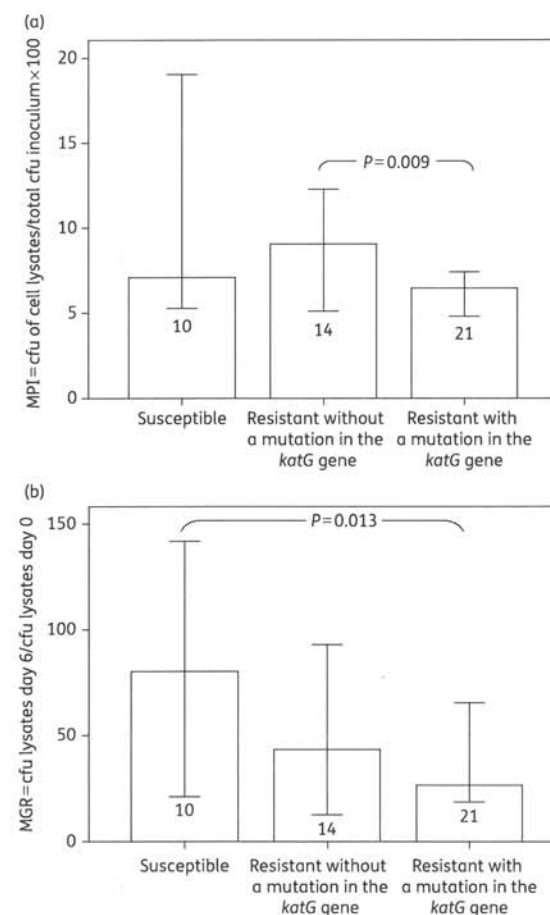 (a)
MPI=cfu of cell lysates/total cfu inoculum×100
20
15
10
5
0
P=0.009
10
14
21
Susceptible
Resistant without
a mutation in the
katG gene
Resistant with
a mutation in the
katG gene
(b)
MGR=cfu lysates day 6/cfu lysates day 0
150
100
50
0
P=0.013
10
14
21
Susceptible
Resistant without
a mutation in the
katG gene
Resistant with
a mutation in the
katG gene